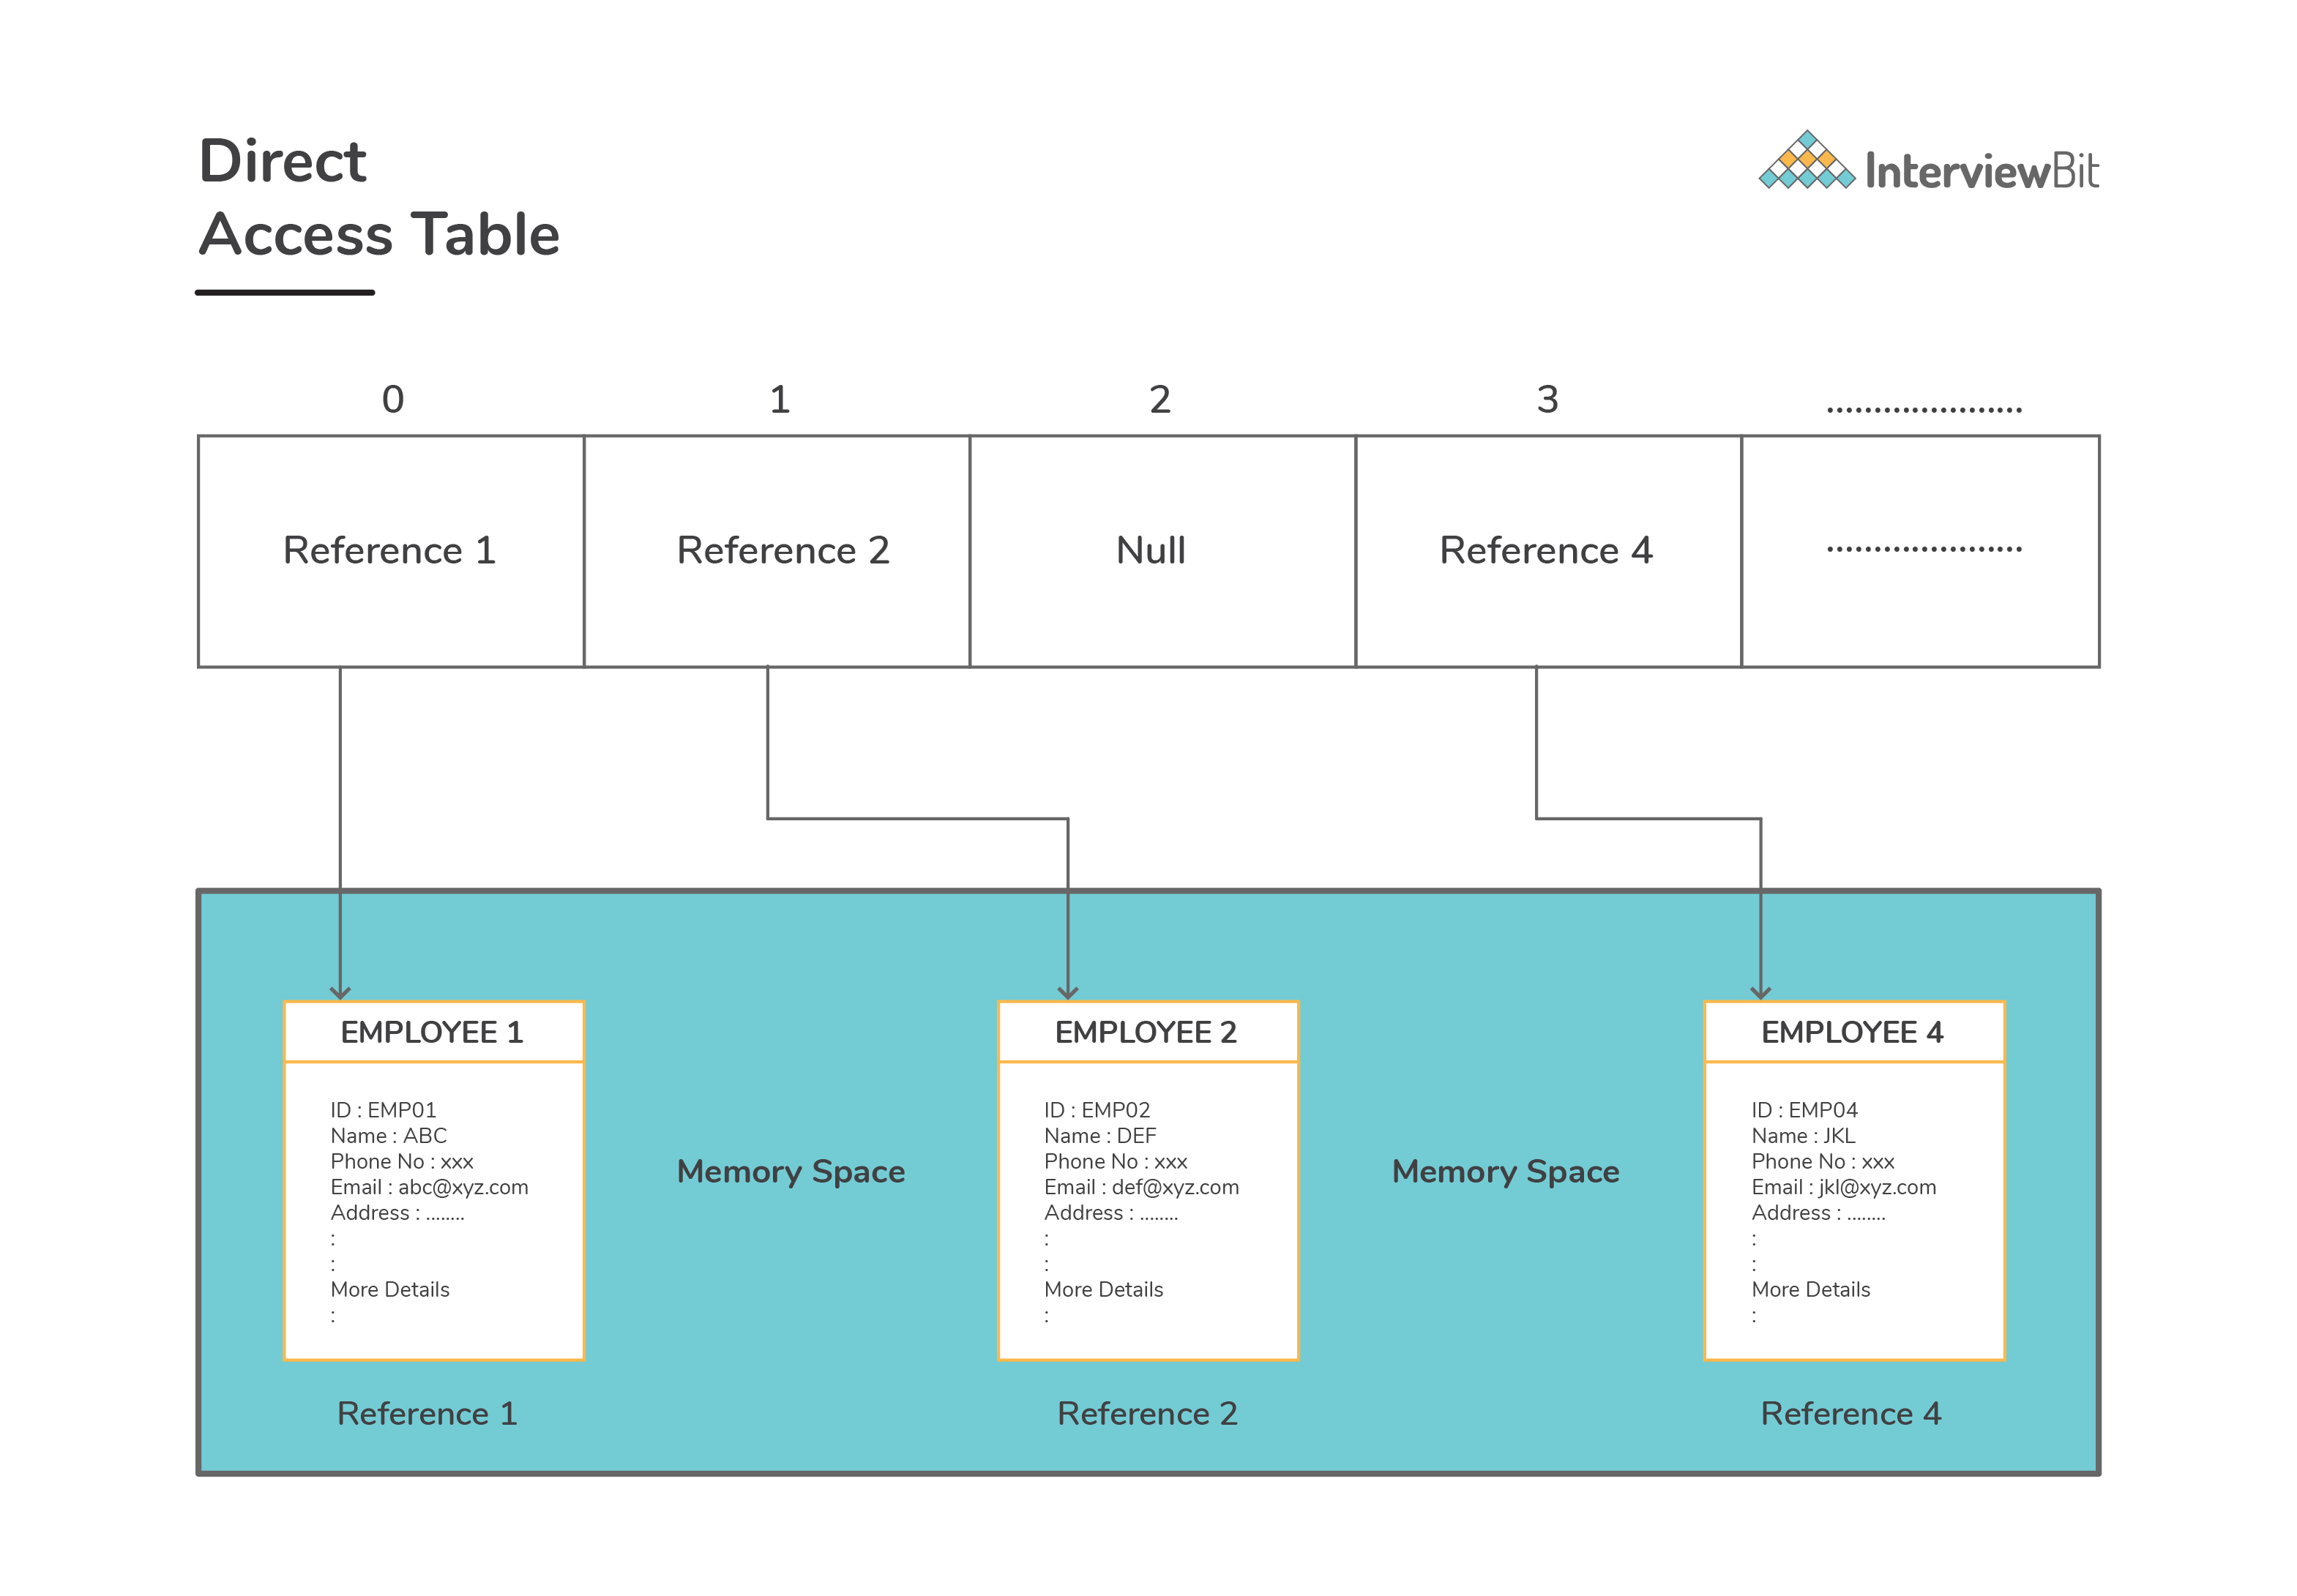 Direct
Access Table
InterviewBit
0 1 2 3 .....................
Reference 1 Reference 2 Null Reference 4 .....................
EMPLOYEE 1
ID : EMP01
Name : ABC
Phone No : xxx
Email : abc@xyz.com
Address : ........
:
:
More Details
:
Reference 1
Memory Space
EMPLOYEE 2
ID : EMP02
Name : DEF
Phone No : xxx
Email : def@xyz.com
Address : ........
:
:
More Details
:
Reference 2
Memory Space
EMPLOYEE 4
ID : EMP04
Name : JKL
Phone No : xxx
Email : jkl@xyz.com
Address : ........
:
:
More Details
:
Reference 4